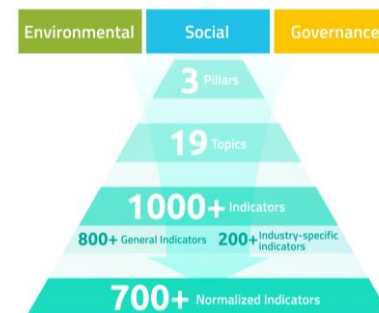 Environmental Social Governance
3 Pillars
19 Topics
1000+ Indicators
800+ General Indicators 200+ Industry-specific
indicators
700+ Normalized Indicators